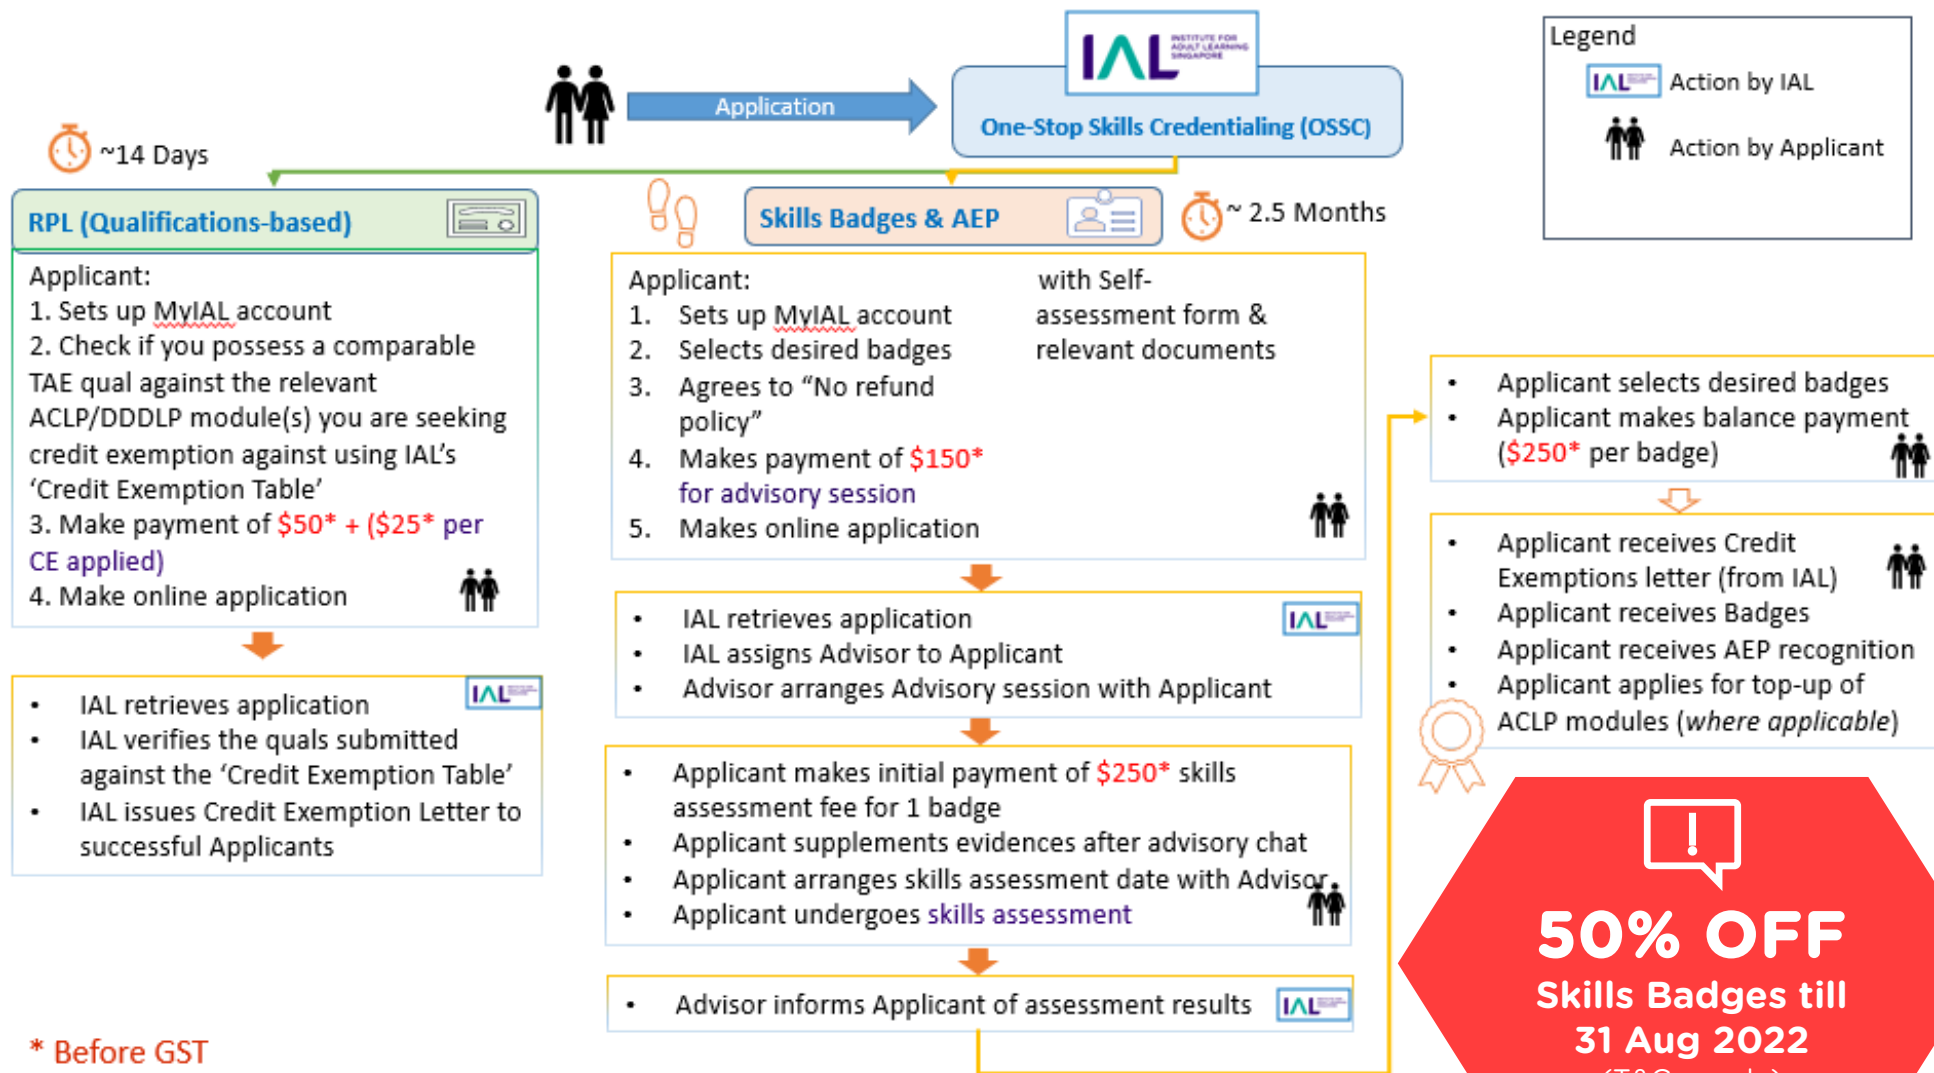 IAL INSTITUTE FOR
ADULT LEARNING
SINGAPORE
Application
One-Stop Skills Credentialing (OSSC)
Legend
IAL Action by IAL
Action by Applicant
~14 Days
RPL (Qualifications-based)
Applicant:
1. Sets up MyIAL account
2. Check if you possess a comparable
TAE qual against the relevant
ACLP/DDDLP module(s) you are seeking
credit exemption against using IAL's
‘Credit Exemption Table’
3. Make payment of $50* + ($25* per
CE applied)
4. Make online application
IAL
• IAL retrieves application
• IAL verifies the quals submitted
against the ‘Credit Exemption Table’
• IAL issues Credit Exemption Letter to
successful Applicants
Skills Badges & AEP
~ 2.5 Months
Applicant:
1. Sets up MyIAL account
2. Selects desired badges
3. Agrees to “No refund
policy”
4. Makes payment of $150*
for advisory session
5. Makes online application
with Self-
assessment form &
relevant documents
• IAL retrieves application
IAL
• IAL assigns Advisor to Applicant
• Advisor arranges Advisory session with Applicant
• Applicant makes initial payment of $250* skills
assessment fee for 1 badge
• Applicant supplements evidences after advisory chat
• Applicant arranges skills assessment date with Advisor
• Applicant undergoes skills assessment
• Advisor informs Applicant of assessment results
IAL
• Applicant selects desired badges
• Applicant makes balance payment
($250* per badge)
• Applicant receives Credit
Exemptions letter (from IAL)
• Applicant receives Badges
• Applicant receives AEP recognition
• Applicant applies for top-up of
ACLP modules (where applicable)
50% OFF
Skills Badges till
31 Aug 2022
* Before GST